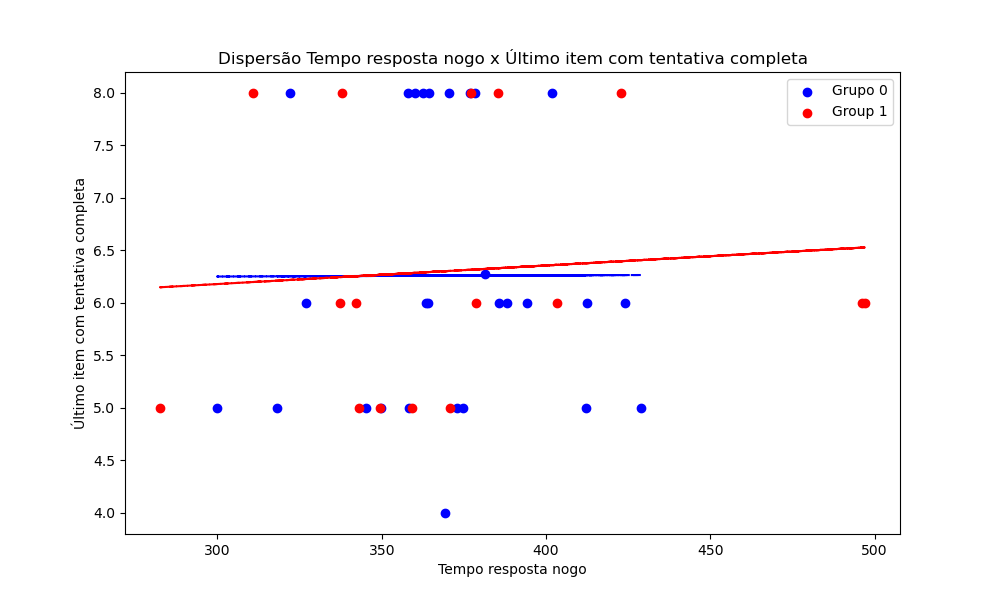 Dispersão Tempo resposta nogo x Último item com tentativa completa
Grupo 0
Group 1
Último item com tentativa completa
8.0
7.5
7.0
6.5
6.0
5.5
5.0
4.5
4.0
300
350
400
450
500
Tempo resposta nogo